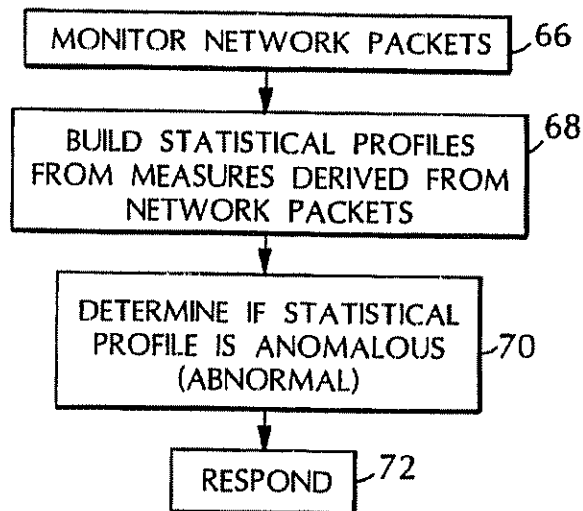 MONITOR NETWORK PACKETS 66
BUILD STATISTICAL PROFILES 68
FROM MEASURES DERIVED FROM
NETWORK PACKETS
DETERMINE IF STATISTICAL
PROFILE IS ANOMALOUS 70
(ABNORMAL)
RESPOND 72